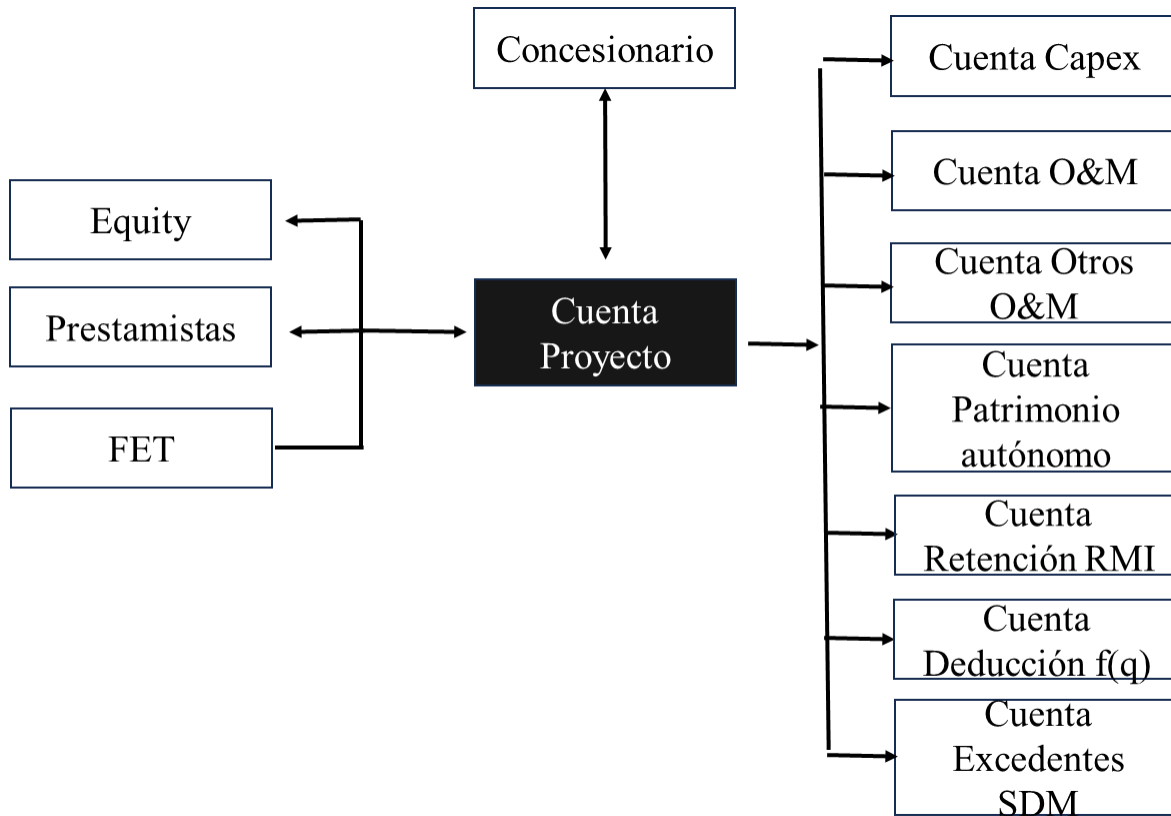 Concesionario
Equity
Prestamistas
FET
Cuenta
Proyecto
Cuenta Capex
Cuenta O&M
Cuenta Otros
O&M
Cuenta
Patrimonio
autónomo
Cuenta
Retención RMI
Cuenta
Deducción f(q)
Cuenta
Excedentes
SDM